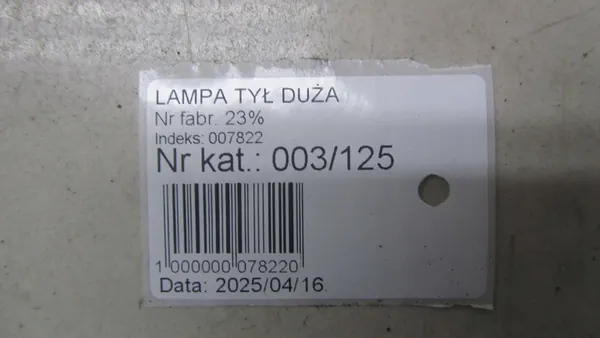 LAMPA TYŁ DUŻA
Nr fabr. 23%
Indeks: 007822
Nr kat.: 003/125
1 000000 078220
Data: 2025/04/16